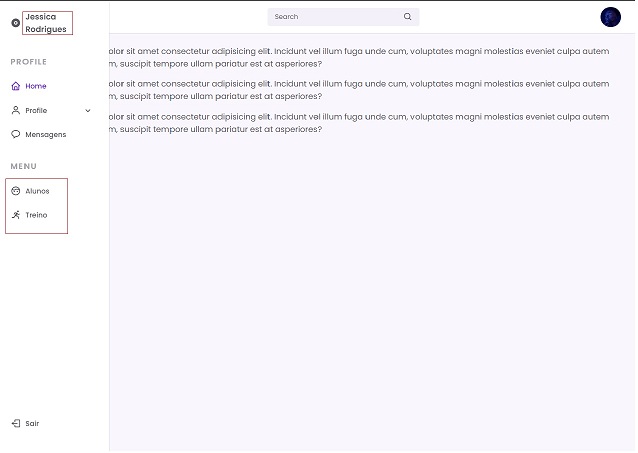 Jessica
Rodrigues
Search
PROFILE
Home
Profile
Mensagens
MENU
Alunos
Treino
Sair
olor sit amet consectetur adipisicing elit. Incidunt vel illum fuga unde cum, voluptates magni molestias eveniet culpa autem
m, suscipit tempore ullam pariatur est at asperiores?
olor sit amet consectetur adipisicing elit. Incidunt vel illum fuga unde cum, voluptates magni molestias eveniet culpa autem
m, suscipit tempore ullam pariatur est at asperiores?
olor sit amet consectetur adipisicing elit. Incidunt vel illum fuga unde cum, voluptates magni molestias eveniet culpa autem
m, suscipit tempore ullam pariatur est at asperiores?